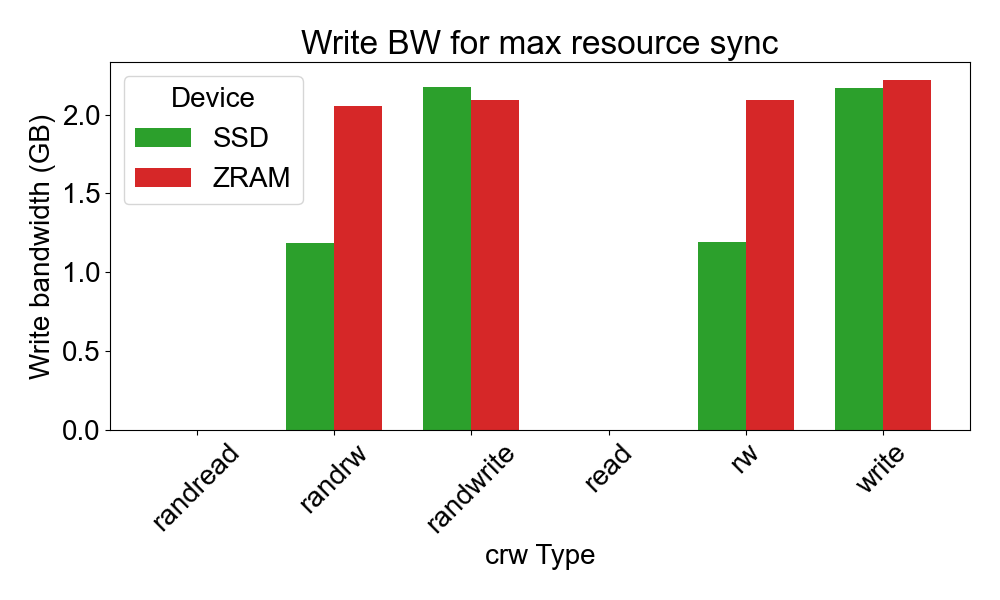 Write BW for max resource sync
Device
SSD
ZRAM
Write bandwidth (GB)
2.0
1.5
1.0
0.5
0.0
randread
randrw
randwrite
read
rw
write
crw Type